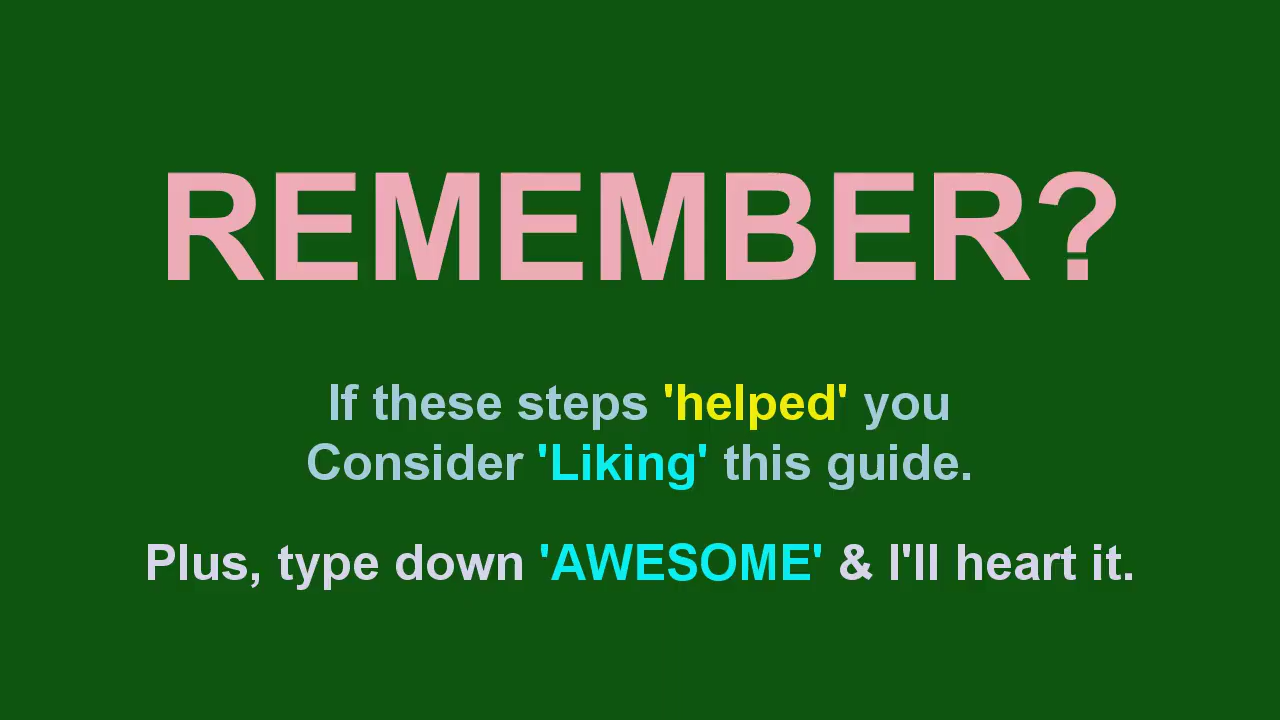 REMEMBER?
If these steps 'helped' you
Consider 'Liking' this guide.
Plus, type down 'AWESOME' & I'll heart it.